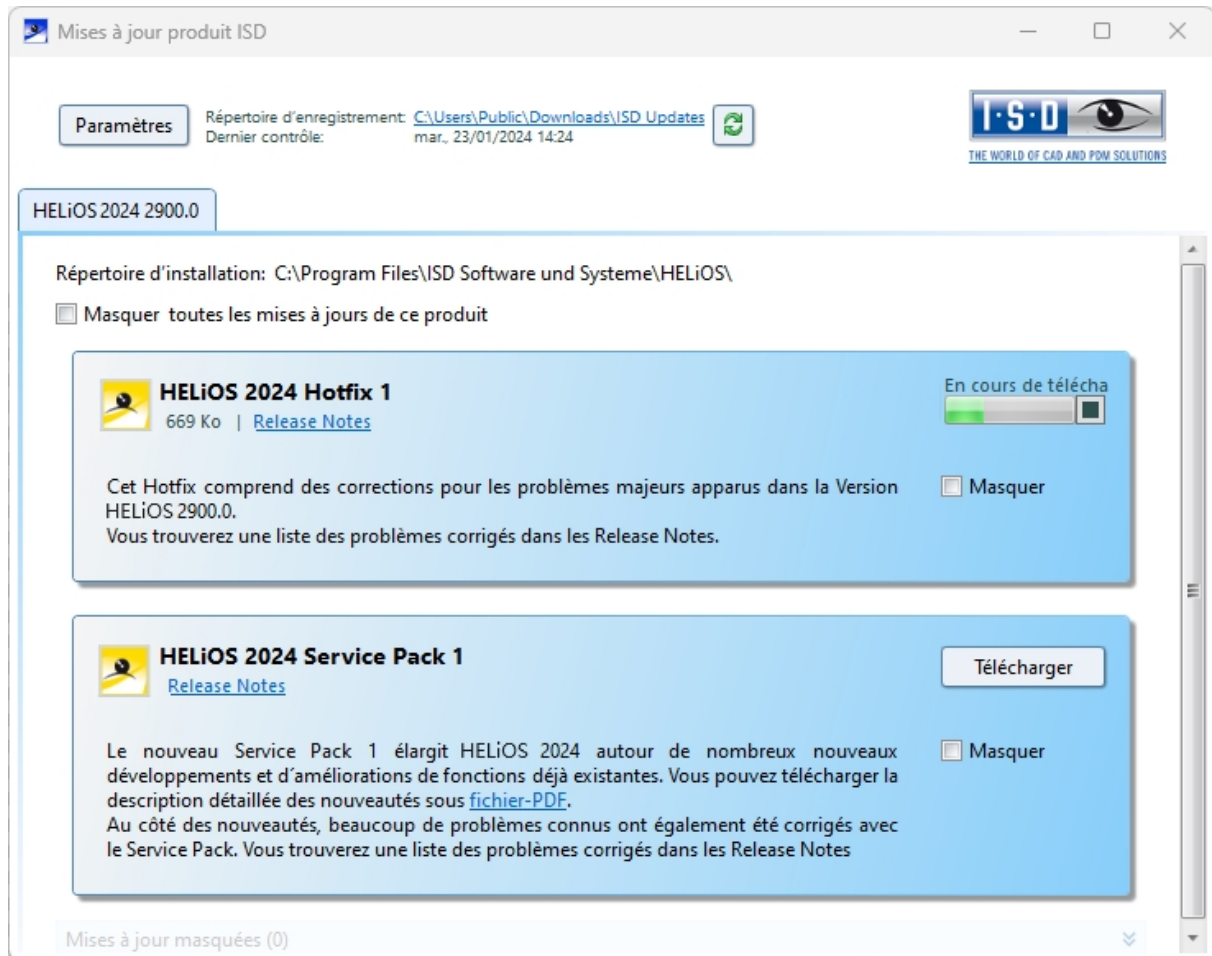 Mises à jour produit ISD
Paramètres
Répertoire d'enregistrement: C:\Users\Public\Downloads\ISD Updates
Dernier contrôle: mar., 23/01/2024 14:24
I·S·D
THE WORLD OF CAD AND PDM SOLUTIONS
HELiOS 2024 2900.0
Répertoire d'installation: C:\Program Files\ISD Software und Systeme\HELiOS\
Masquer toutes les mises à jours de ce produit
HELiOS 2024 Hotfix 1
669 Ko | Release Notes
En cours de télécha
Cet Hotfix comprend des corrections pour les problèmes majeurs apparus dans la Version
HELiOS 2900.0.
Vous trouverez une liste des problèmes corrigés dans les Release Notes.
Masquer
HELiOS 2024 Service Pack 1
Release Notes
Télécharger
Le nouveau Service Pack 1 élargit HELiOS 2024 autour de nombreux nouveaux
développements et d´améliorations de fonctions déjà existantes. Vous pouvez télécharger la
description détaillée des nouveautés sous fichier-PDF.
Au côté des nouveautés, beaucoup de problèmes connus ont également été corrigés avec
le Service Pack. Vous trouverez une liste des problèmes corrigés dans les Release Notes
Masquer
Mises à jour masquées (0)